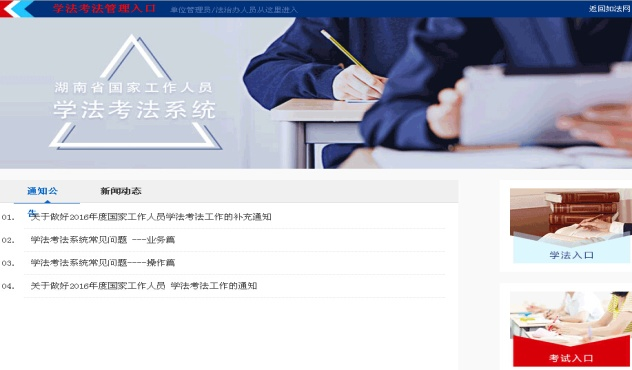 学法考法管理入口 单位管理员/法治办人员从这里进入 返回如法网
湖南省国家工作人员
学法考法系统
通知公告 新闻动态
01. 关于做好2016年度国家工作人员学法考法工作的补充通知
02. 学法考法系统常见问题 ---业务篇
03. 学法考法系统常见问题----操作篇
04. 关于做好2016年度国家工作人员 学法考法工作的通知
学法入口
考试入口